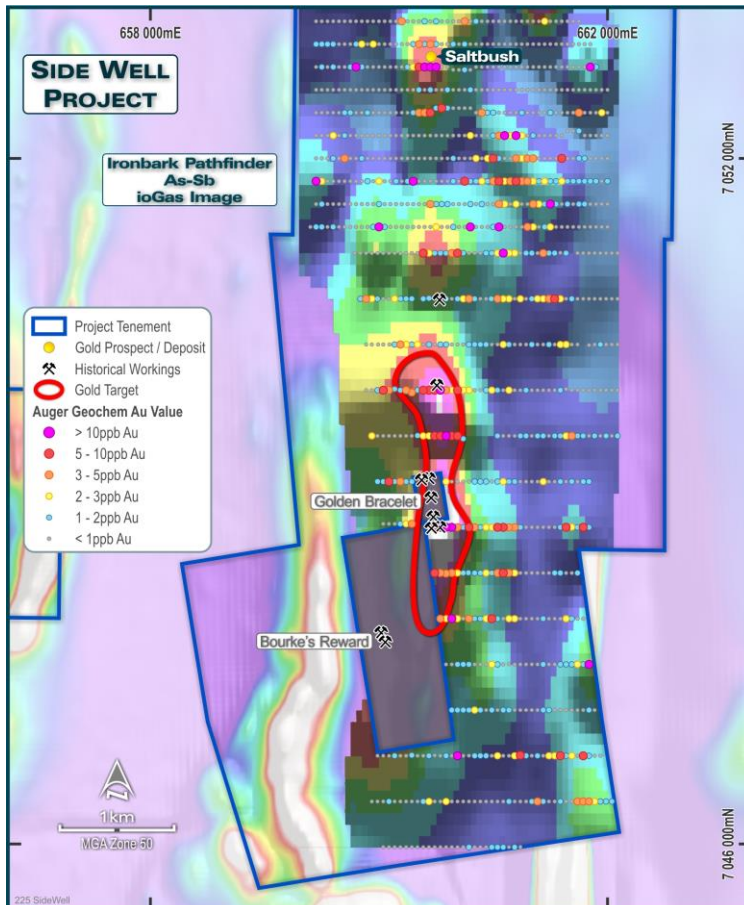 658 000mE
662 000mE
SIDE WELL
PROJECT
Saltbush
Ironbark Pathfinder
As-Sb
ioGas Image
7 052 000mN
Project Tenement
Gold Prospect / Deposit
Historical Workings
Gold Target
Auger Geochem Au Value
> 10ppb Au
5 - 10ppb Au
3 - 5ppb Au
2 - 3ppb Au
1 - 2ppb Au
< 1ppb Au
Golden Bracelet
Bourke's Reward
1km
MGA Zone 50
7 046 000mN
225 SideWell